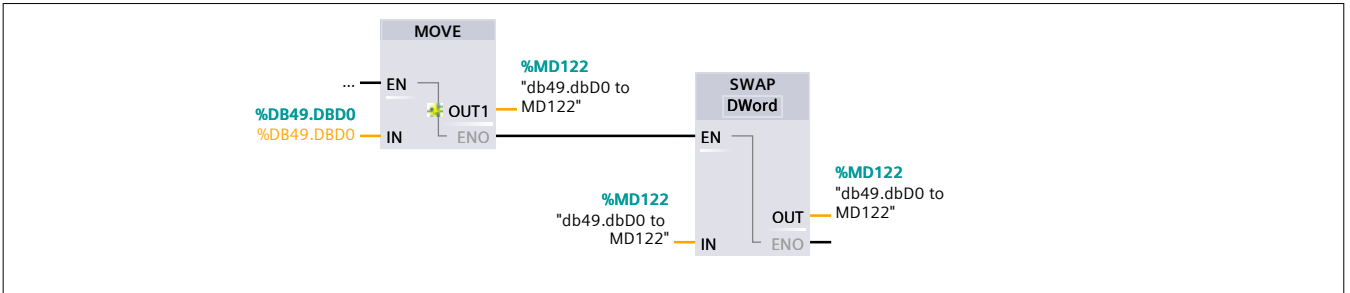 MOVE
...
EN
%MD122
"db49.dbD0 to
MD122"
OUT1
%DB49.DBD0
%DB49.DBD0
IN
ENO
SWAP
DWord
EN
%MD122
"db49.dbD0 to
MD122"
IN
%MD122
"db49.dbD0 to
MD122"
OUT
ENO